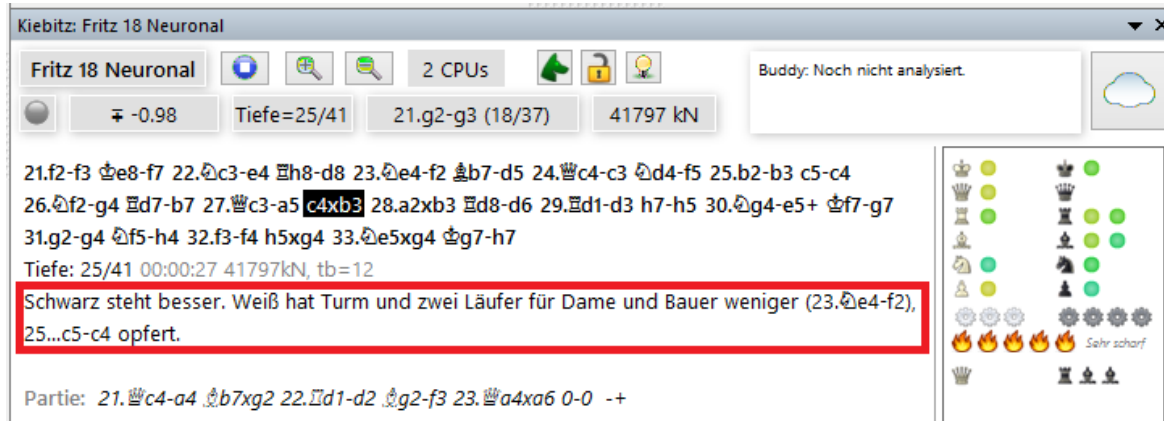 Kiebitz: Fritz 18 Neuronal
Fritz 18 Neuronal
2 CPUs
Buddy: Noch nicht analysiert.
∓ -0.98
Tiefe=25/41
21.g2-g3 (18/37)
41797 kN
21.f2-f3 ♔e8-f7 22.♘c3-e4 ♖h8-d8 23.♘e4-f2 ♗b7-d5 24.♕c4-c3 ♘d4-f5 25.b2-b3 c5-c4
26.♘f2-g4 ♖d7-b7 27.♕c3-a5 c4xb3 28.a2xb3 ♖d8-d6 29.♖d1-d3 h7-h5 30.♘g4-e5+ ♔f7-g7
31.g2-g4 ♘f5-h4 32.f3-f4 h5xg4 33.♘e5xg4 ♔g7-h7
Tiefe: 25/41 00:00:27 41797kN, tb=12
Schwarz steht besser. Weiß hat Turm und zwei Läufer für Dame und Bauer weniger (23.♘e4-f2),
25...c5-c4 opfert.
Sehr scharf
Partie: 21.♕c4-a4 ♗b7xg2 22.♖d1-d2 ♗g2-f3 23.♕a4xa6 0-0 -+